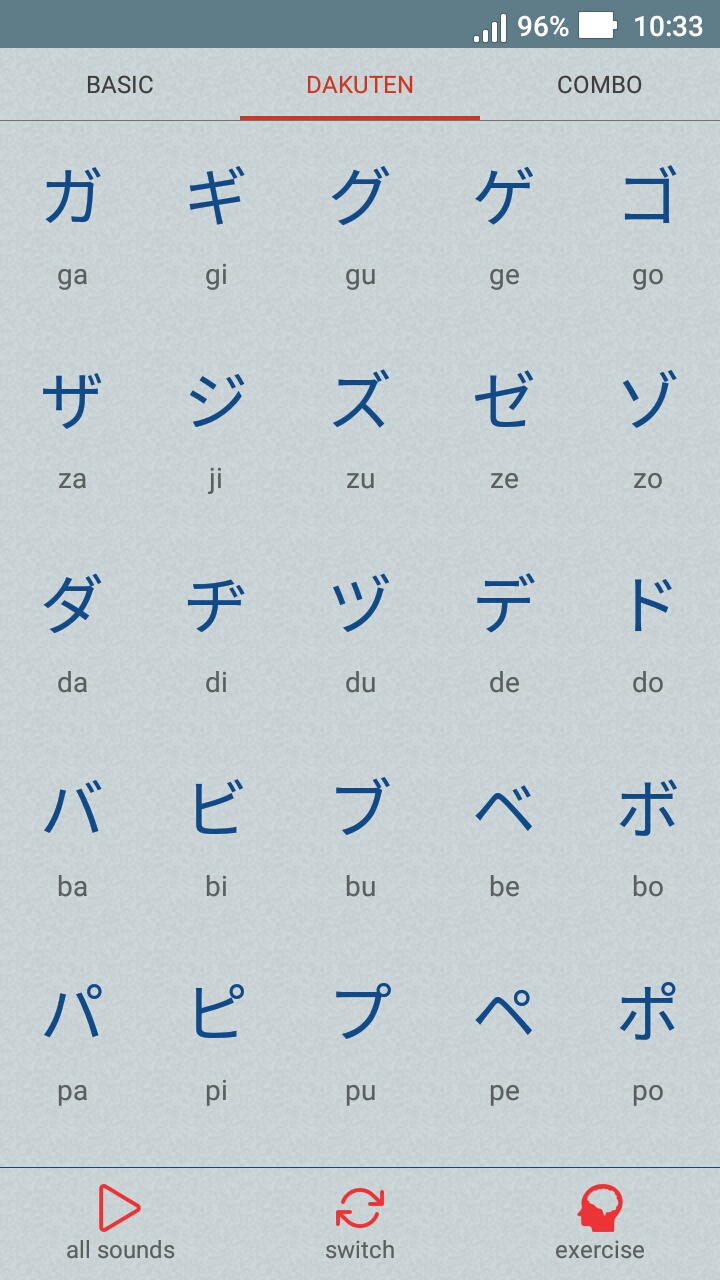 96% 10:33
BASIC DAKUTEN COMBO
ガ ギ グ ゲ ゴ
ga gi gu ge go
ザ ジ ズ ゼ ゾ
za ji zu ze zo
ダ ヂ ヅ デ ド
da di du de do
バ ビ ブ ベ ボ
ba bi bu be bo
パ ピ プ ペ ポ
pa pi pu pe po
all sounds switch exercise